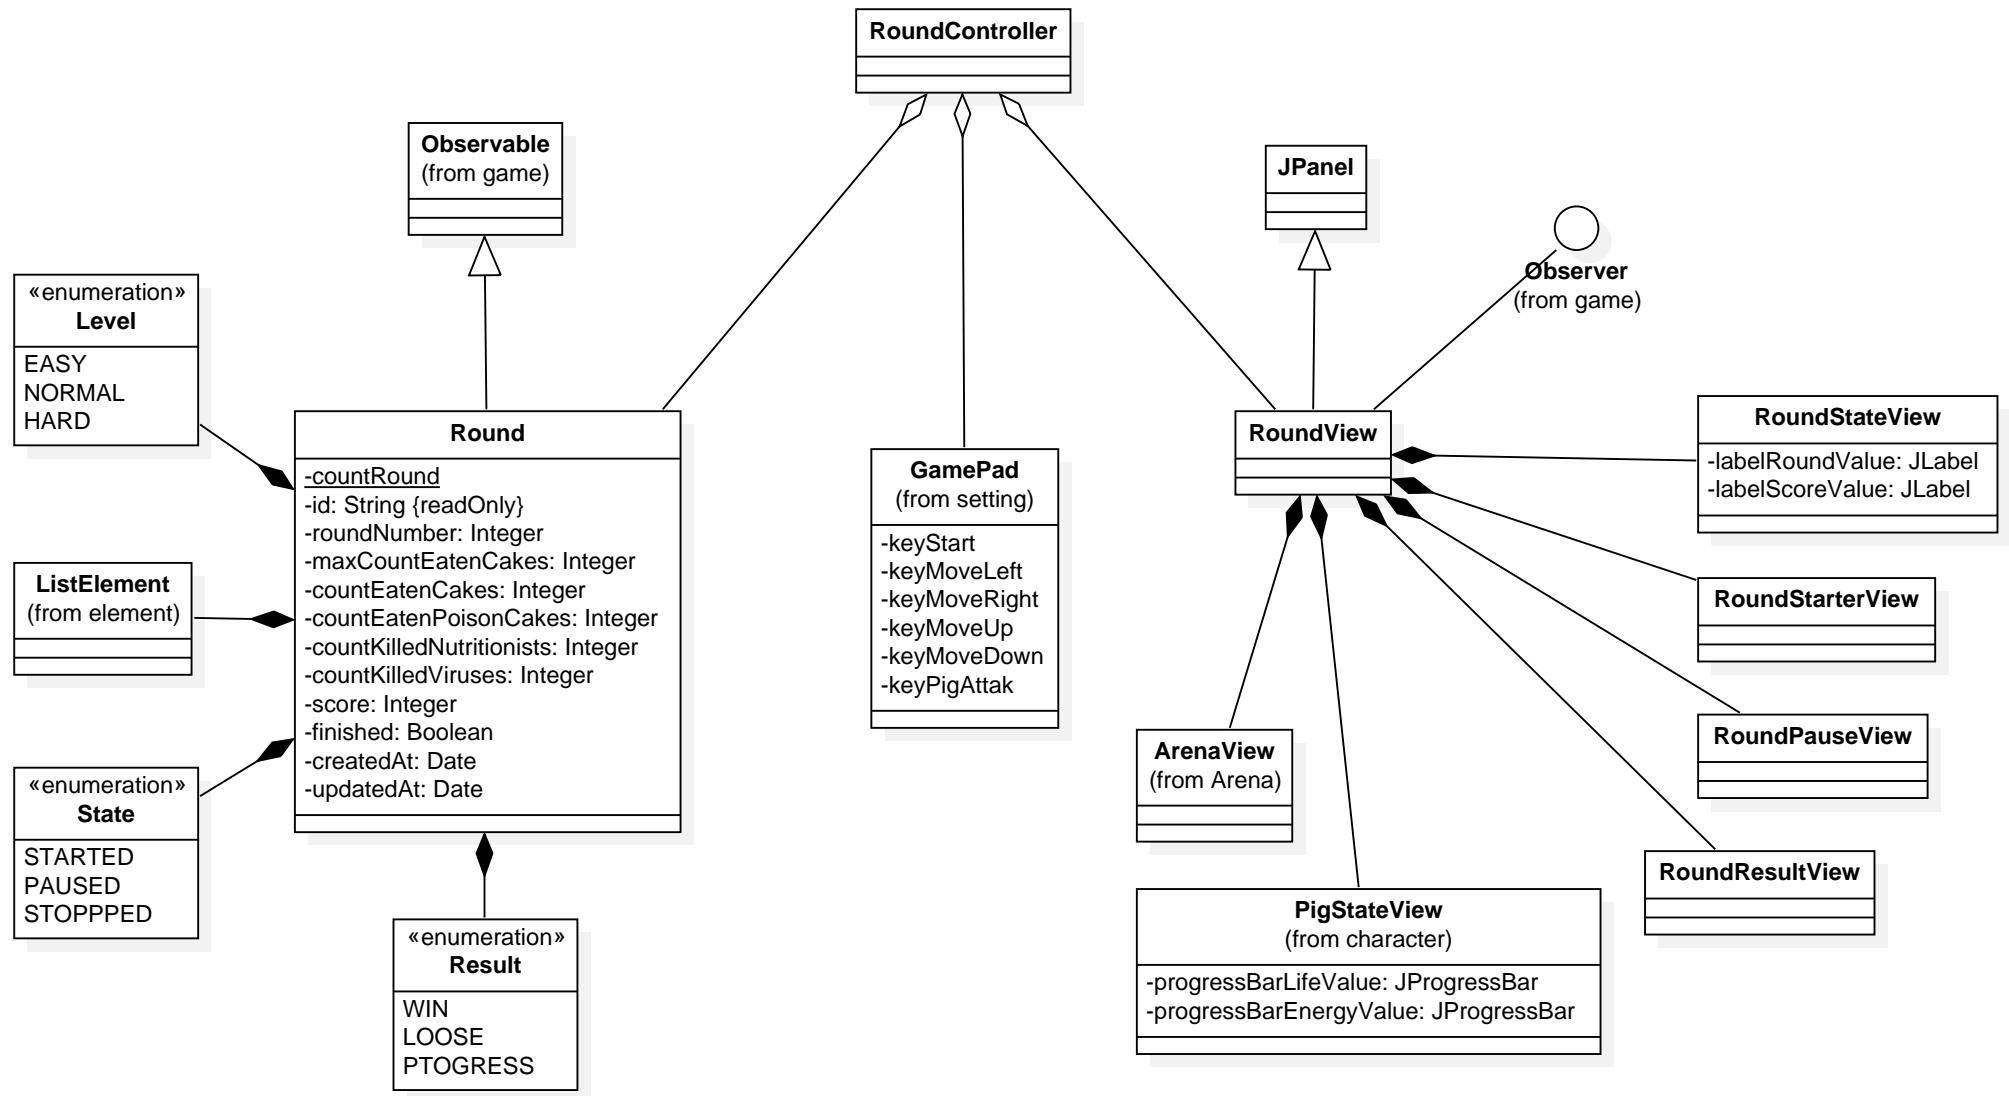 RoundController
Observable
(from game)
JPanel
Observer
(from game)
«enumeration»
Level
EASY
NORMAL
HARD
Round
-countRound
-id: String {readOnly}
-roundNumber: Integer
-maxCountEatenCakes: Integer
-countEatenCakes: Integer
-countEatenPoisonCakes: Integer
-countKilledNutritionists: Integer
-countKilledViruses: Integer
-score: Integer
-finished: Boolean
-createdAt: Date
-updatedAt: Date
GamePad
(from setting)
-keyStart
-keyMoveLeft
-keyMoveRight
-keyMoveUp
-keyMoveDown
-keyPigAttak
RoundView
RoundStateView
-labelRoundValue: JLabel
-labelScoreValue: JLabel
ListElement
(from element)
RoundStarterView
RoundPauseView
ArenaView
(from Arena)
«enumeration»
State
STARTED
PAUSED
STOPPPED
RoundResultView
PigStateView
(from character)
-progressBarLifeValue: JProgressBar
-progressBarEnergyValue: JProgressBar
«enumeration»
Result
WIN
LOOSE
PTOGRESS